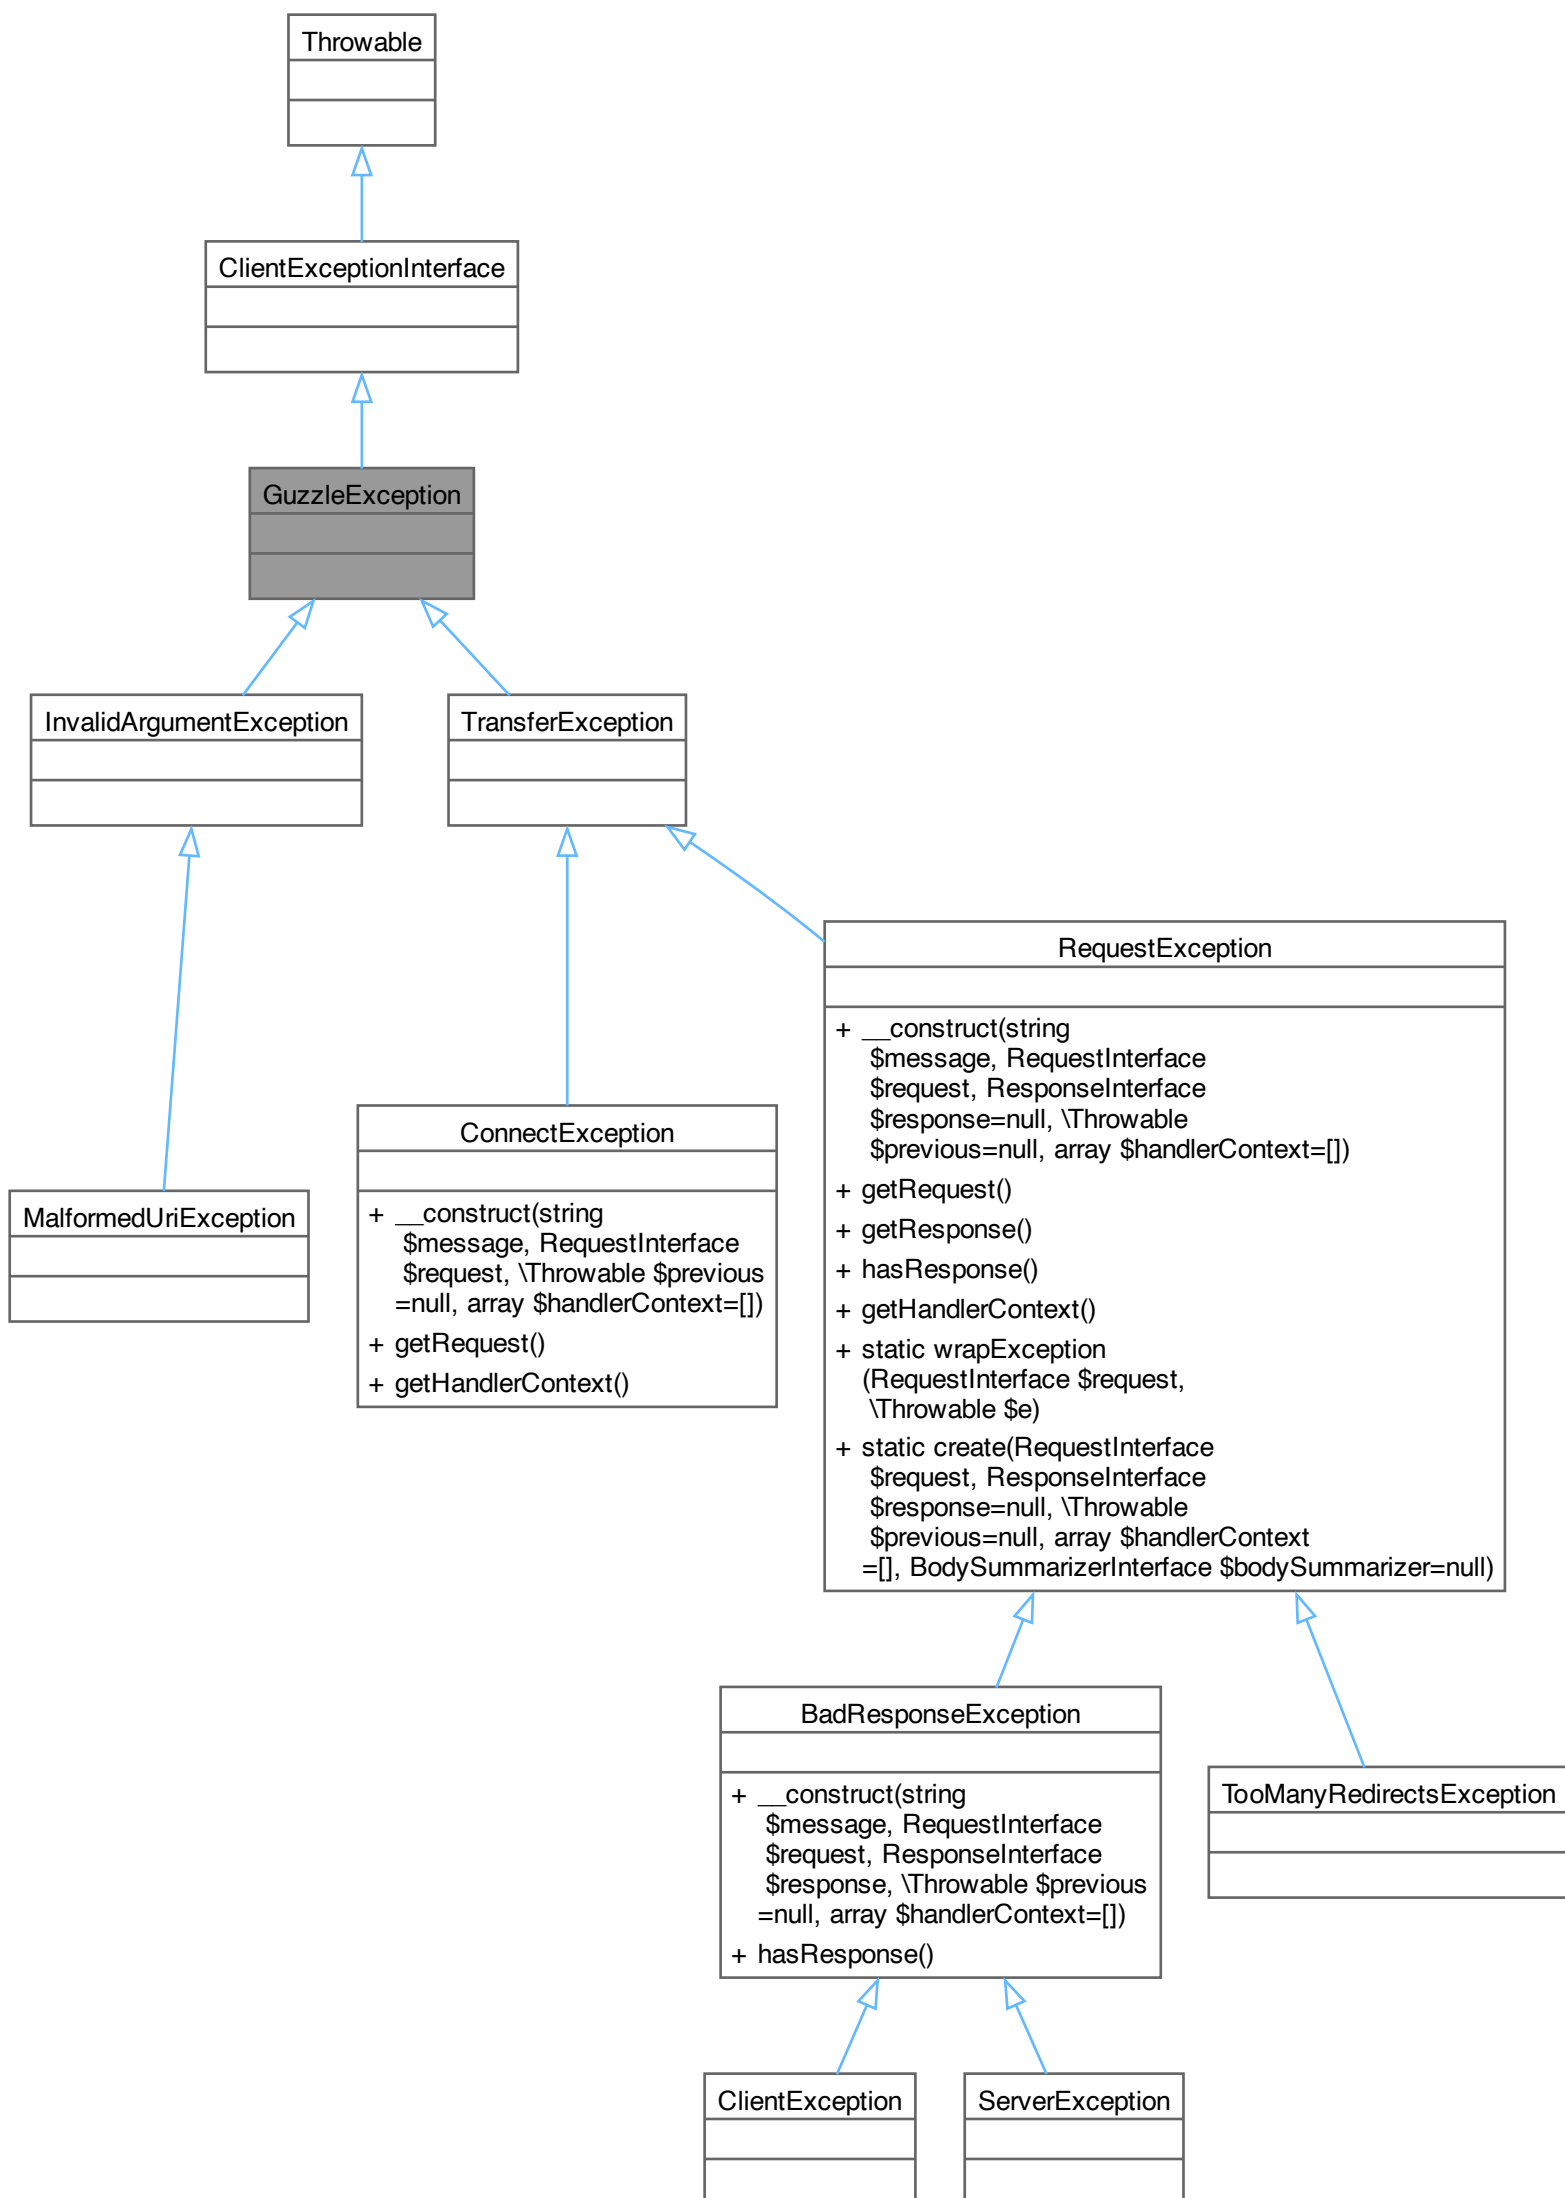 Throwable
ClientExceptionInterface
GuzzleException
InvalidArgumentException
TransferException
RequestException
+ __construct(string
$message, RequestInterface
$request, ResponseInterface
$response=null, \Throwable
$previous=null, array $handlerContext=[])
+ getRequest()
+ getResponse()
+ hasResponse()
+ getHandlerContext()
+ static wrapException
(RequestInterface $request,
\Throwable $e)
+ static create(RequestInterface
$request, ResponseInterface
$response=null, \Throwable
$previous=null, array $handlerContext
=[], BodySummarizerInterface $bodySummarizer=null)
ConnectException
+ __construct(string
$message, RequestInterface
$request, \Throwable $previous
=null, array $handlerContext=[])
+ getRequest()
+ getHandlerContext()
MalformedUriException
BadResponseException
+ __construct(string
$message, RequestInterface
$request, ResponseInterface
$response, \Throwable $previous
=null, array $handlerContext=[])
+ hasResponse()
TooManyRedirectsException
ClientException
ServerException